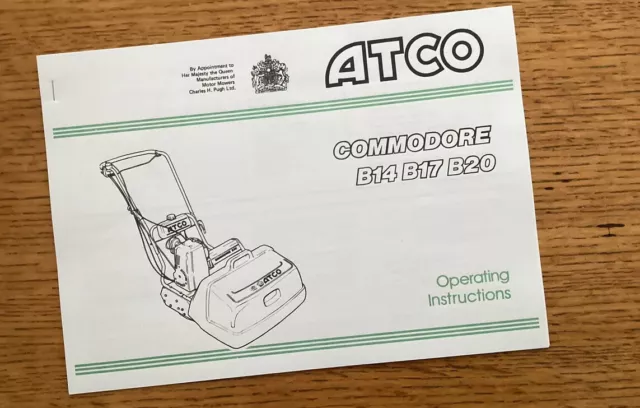 By Appointment to
Her Majesty the Queen
Manufacturers of
Motor Mowers
Charles H. Pugh Ltd.
ATCO
COMMODORE
B14 B17 B20
ATCO
ATCO
Operating
Instructions